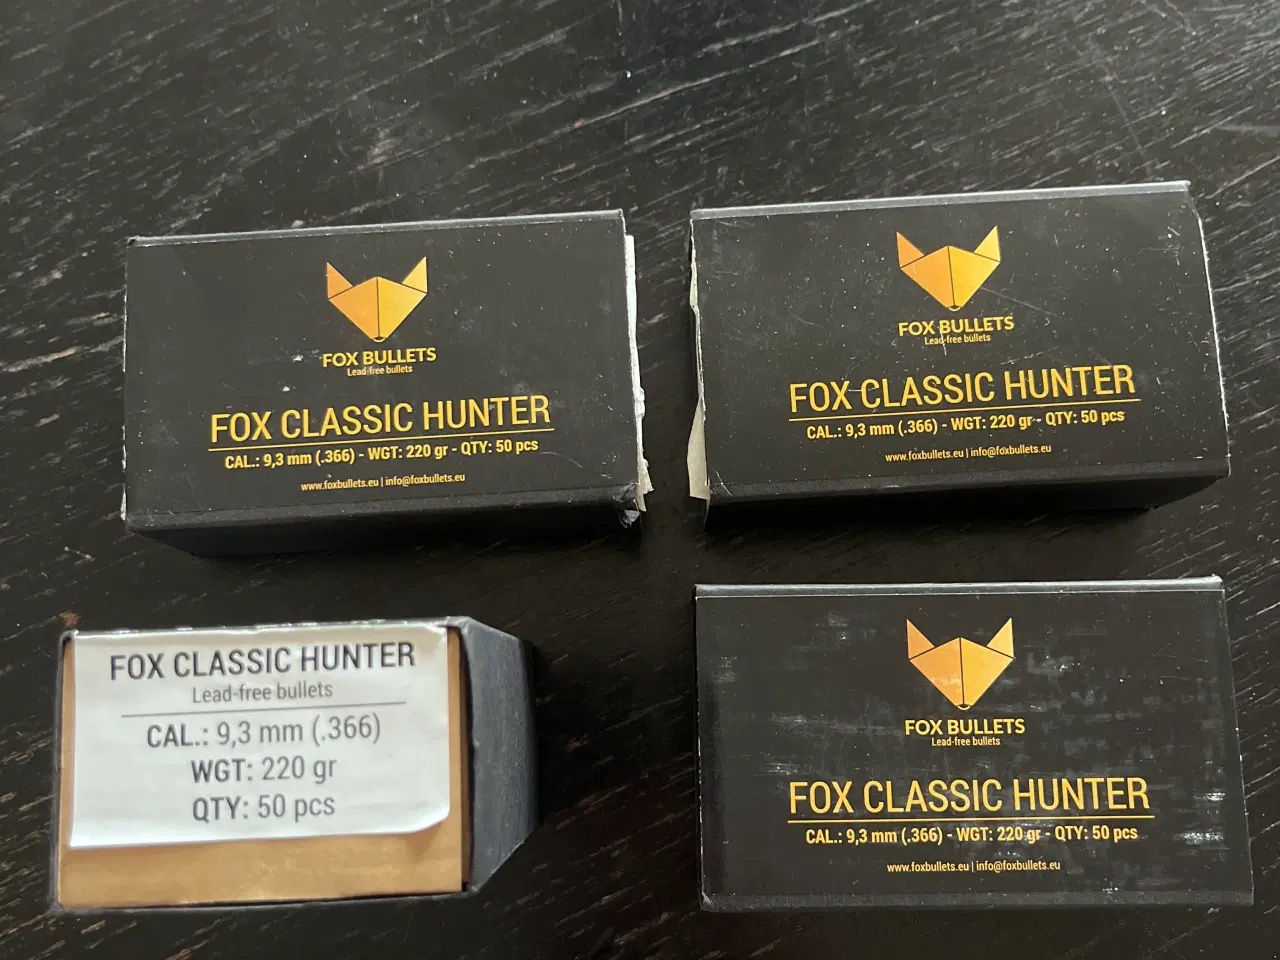 FOX BULLETS
Lead-free bullets
FOX CLASSIC HUNTER
CAL.: 9,3 mm (.366) - WGT: 220 gr - QTY: 50 pcs
www.foxbullets.eu | info@foxbullets.eu
FOX BULLETS
Lead-free bullets
FOX CLASSIC HUNTER
CAL.: 9,3 mm (.366) - WGT: 220 gr - QTY: 50 pcs
www.foxbullets.eu | info@foxbullets.eu
FOX CLASSIC HUNTER
Lead-free bullets
CAL.: 9,3 mm (.366)
WGT: 220 gr
QTY: 50 pcs
FOX BULLETS
Lead-free bullets
FOX CLASSIC HUNTER
CAL.: 9,3 mm (.366) - WGT: 220 gr - QTY: 50 pcs
www.foxbullets.eu | info@foxbullets.eu